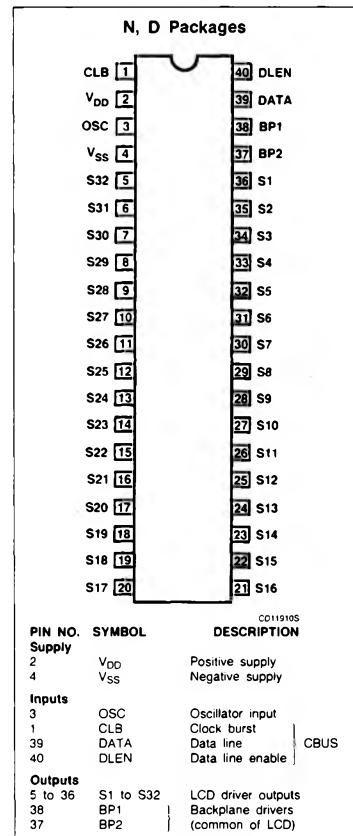 N, D Packages
CLB 1 40 DLEN
VDD 2 39 DATA
OSC 3 38 BP1
VSS 4 37 BP2
S32 5 36 S1
S31 6 35 S2
S30 7 34 S3
S29 8 33 S4
S28 9 32 S5
S27 10 31 S6
S26 11 30 S7
S25 12 29 S8
S24 13 28 S9
S23 14 27 S10
S22 15 26 S11
S21 16 25 S12
S20 17 24 S13
S19 18 23 S14
S18 19 22 S15
S17 20 21 S16
CD11910S
PIN NO. SYMBOL DESCRIPTION
Supply
2 VDD Positive supply
4 VSS Negative supply
Inputs
3 OSC Oscillator input
1 CLB Clock burst
39 DATA Data line CBUS
40 DLEN Data line enable
Outputs
5 to 36 S1 to S32 LCD driver outputs
38 BP1 Backplane drivers
37 BP2 (common of LCD)